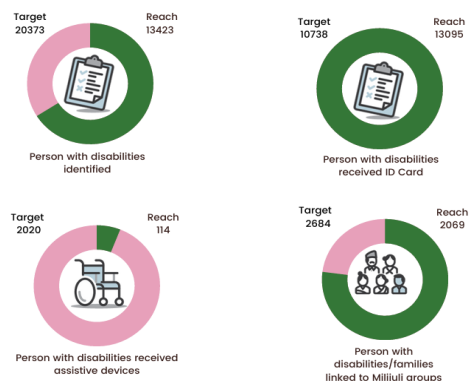 Target Reach
20373 13423
Person with disabilities
identified
Target Reach
10738 13095
Person with disabilities
received ID Card
Target Reach
2020 114
Person with disabilities received
assistive devices
Target Reach
2684 2069
Person with
disabilities/families
linked to Milijuli groups